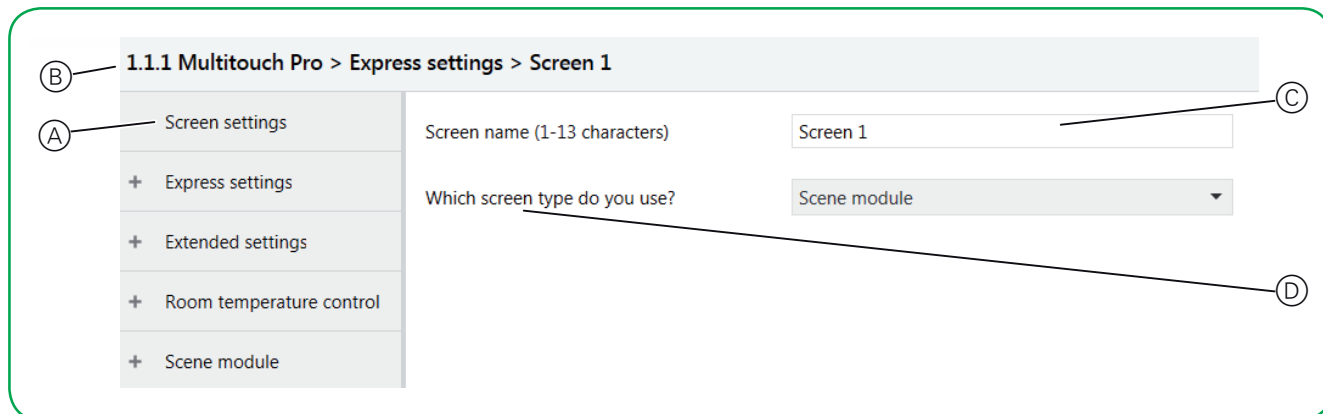 B
1.1.1 Multitouch Pro > Express settings > Screen 1
C
A
Screen settings
Screen name (1-13 characters)
Screen 1
+ Express settings
Which screen type do you use?
Scene module
+ Extended settings
D
+ Room temperature control
+ Scene module